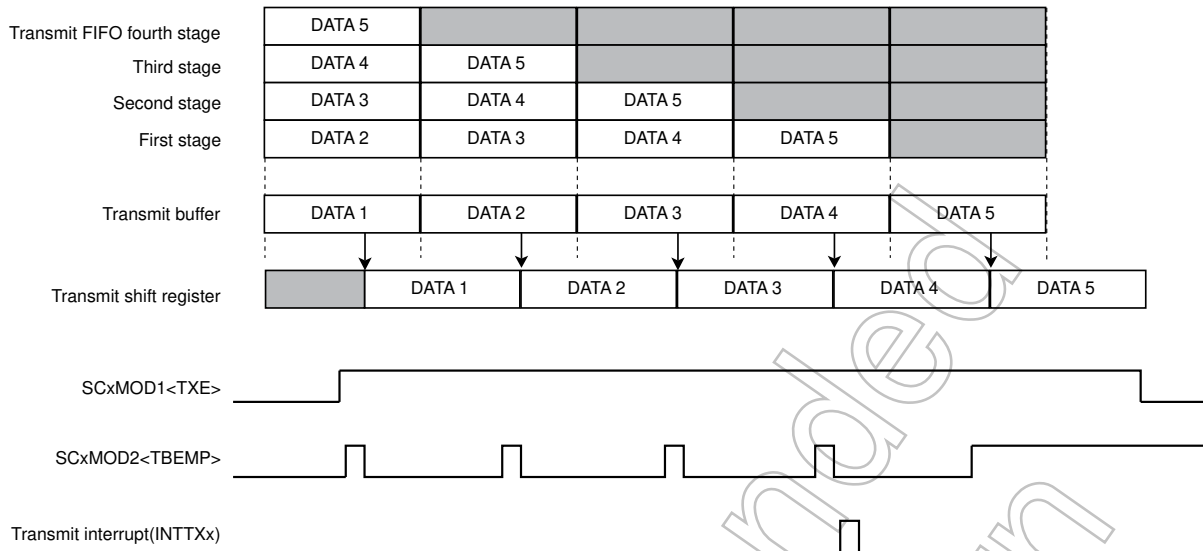 Transmit FIFO fourth stage DATA 5
Third stage DATA 4 DATA 5
Second stage DATA 3 DATA 4 DATA 5
First stage DATA 2 DATA 3 DATA 4 DATA 5
Transmit buffer DATA 1 DATA 2 DATA 3 DATA 4 DATA 5
Transmit shift register DATA 1 DATA 2 DATA 3 DATA 4 DATA 5
SCxMOD1<TXE>
SCxMOD2<TBEMP>
Transmit interrupt(INTTXx)